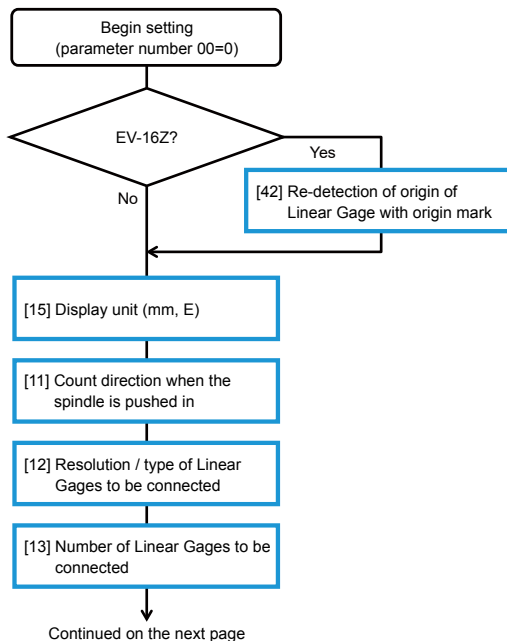 Begin setting
(parameter number 00=0)
EV-16Z?
Yes
No
[42] Re-detection of origin of
Linear Gage with origin mark
[15] Display unit (mm, E)
[11] Count direction when the
spindle is pushed in
[12] Resolution / type of Linear
Gages to be connected
[13] Number of Linear Gages to be
connected
Continued on the next page